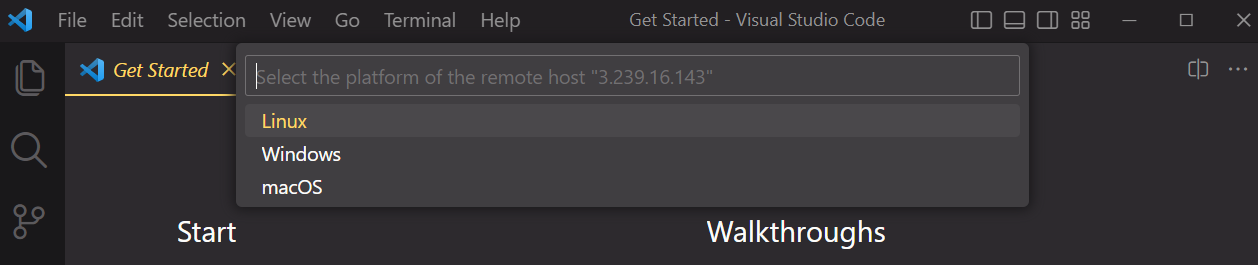 File Edit Selection View Go Terminal Help Get Started - Visual Studio Code
Get Started
Select the platform of the remote host "3.239.16.143"
Linux
Windows
macOS
Start Walkthroughs